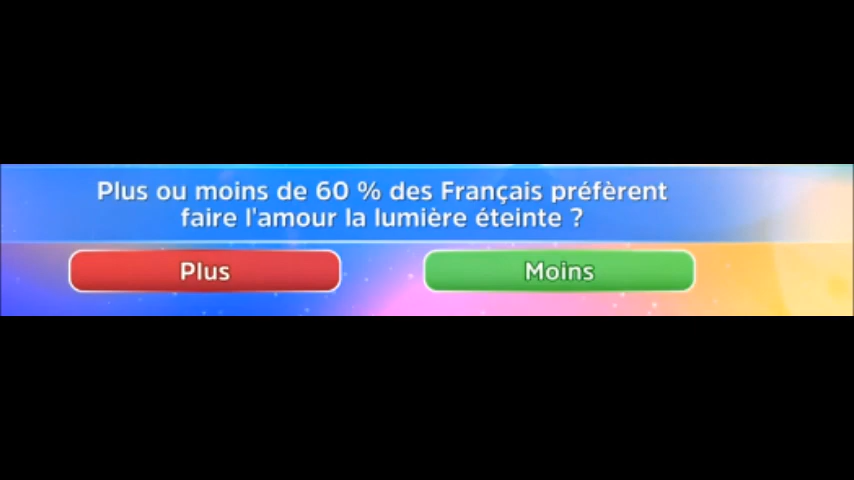 Plus ou moins de 60 % des Français préfèrent
faire l'amour la lumière éteinte ?
Plus
Moins